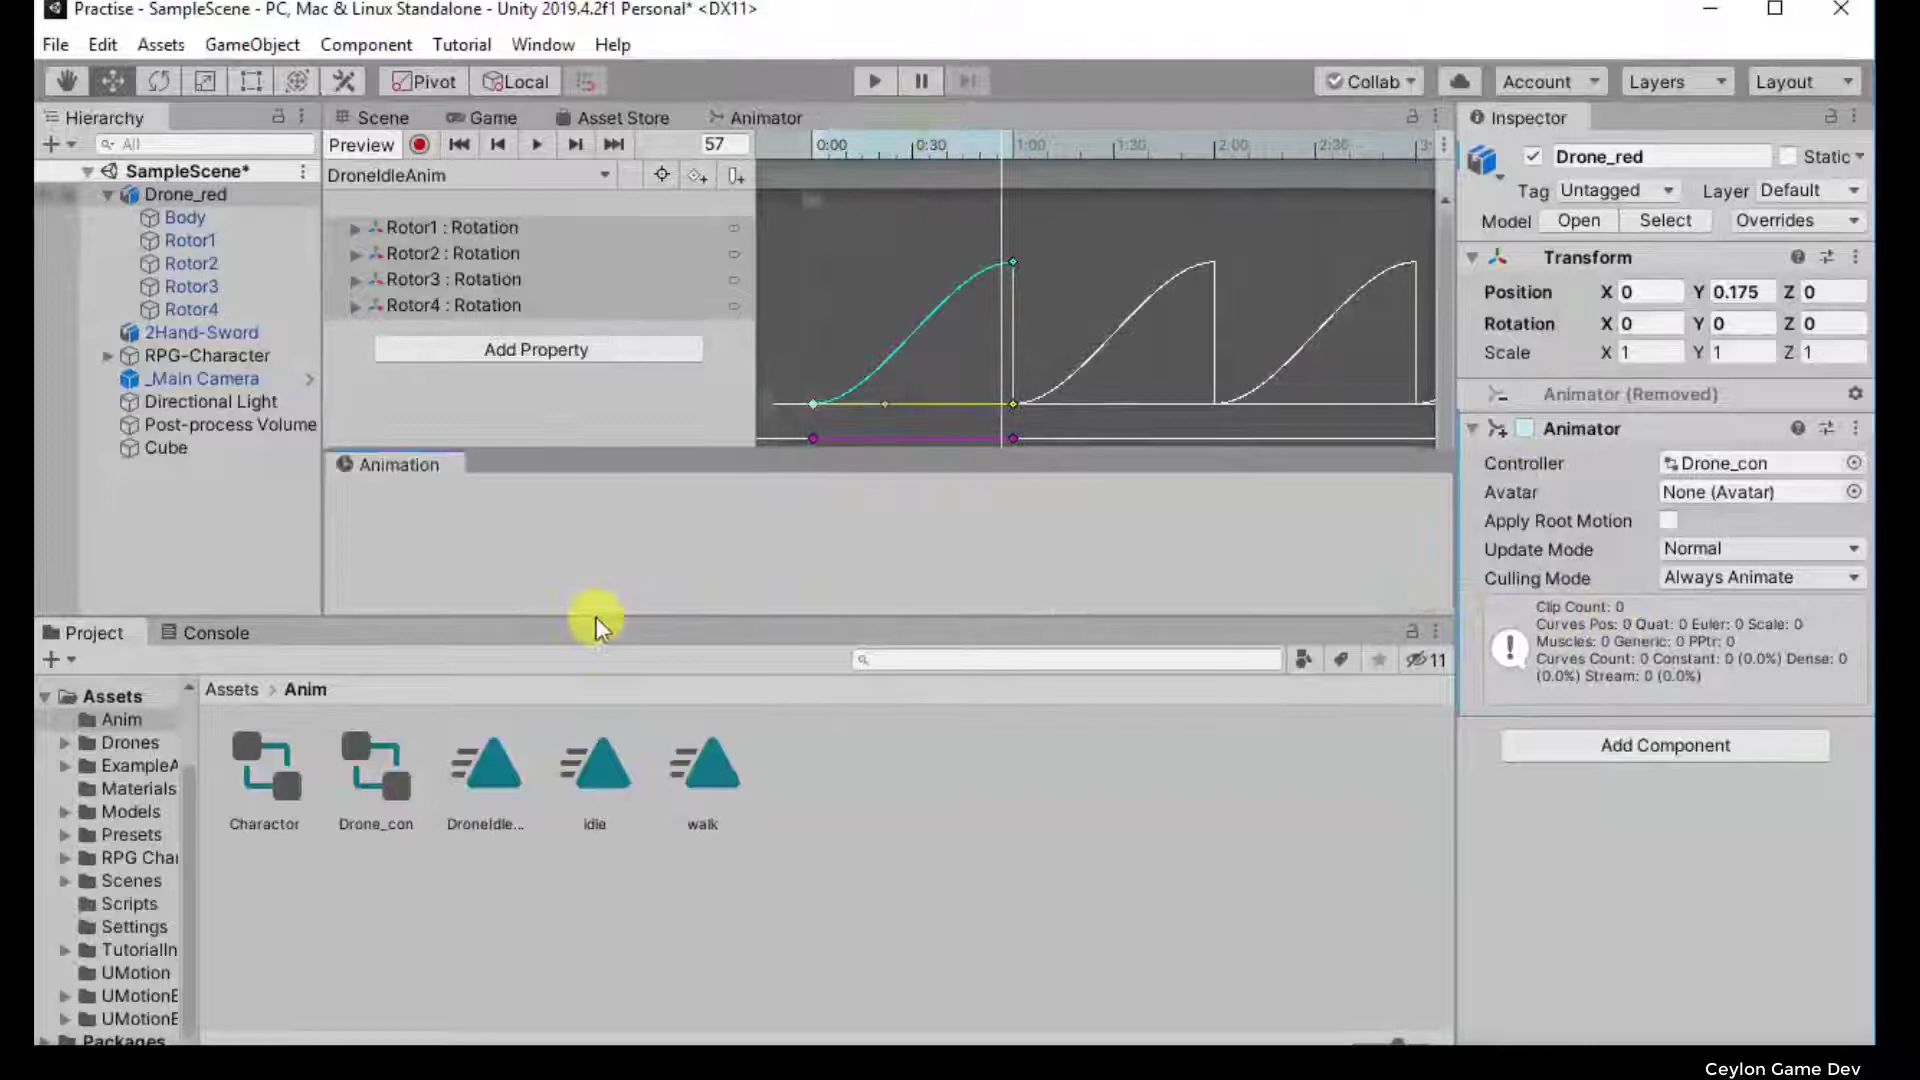 Practise - SampleScene - PC, Mac & Linux Standalone - Unity 2019.4.2f1 Personal* <DX11>
File Edit Assets GameObject Component Tutorial Window Help
Pivot Local Collab Account Layers Layout
Hierarchy
All
SampleScene*
Drone_red
Body
Rotor1
Rotor2
Rotor3
Rotor4
2Hand-Sword
RPG-Character
_Main Camera
Directional Light
Post-process Volume
Cube
Scene Game Asset Store Animator
Preview 57 0:00 0:30 1:00 1:30 2:00 2:30 3:
DroneIdleAnim
Rotor1 : Rotation
Rotor2 : Rotation
Rotor3 : Rotation
Rotor4 : Rotation
Add Property
Animation
Inspector
Drone_red Static
Tag Untagged Layer Default
Model Open Select Overrides
Transform
Position X 0 Y 0.175 Z 0
Rotation X 0 Y 0 Z 0
Scale X 1 Y 1 Z 1
Animator (Removed)
Animator
Controller Drone_con
Avatar None (Avatar)
Apply Root Motion
Update Mode Normal
Culling Mode Always Animate
Clip Count: 0
Curves Pos: 0 Quat: 0 Euler: 0 Scale: 0
Muscles: 0 Generic: 0 PPtr: 0
Curves Count: 0 Constant: 0 (0.0%) Dense: 0
(0.0%) Stream: 0 (0.0%)
Add Component
Project Console
11
Assets
Anim
Drones
ExampleA
Materials
Models
Presets
RPG Cha
Scenes
Scripts
Settings
TutorialIn
UMotion
UMotionE
UMotionE
Packages
Assets > Anim
Charactor Drone_con DroneIdle... idle walk
Ceylon Game Dev